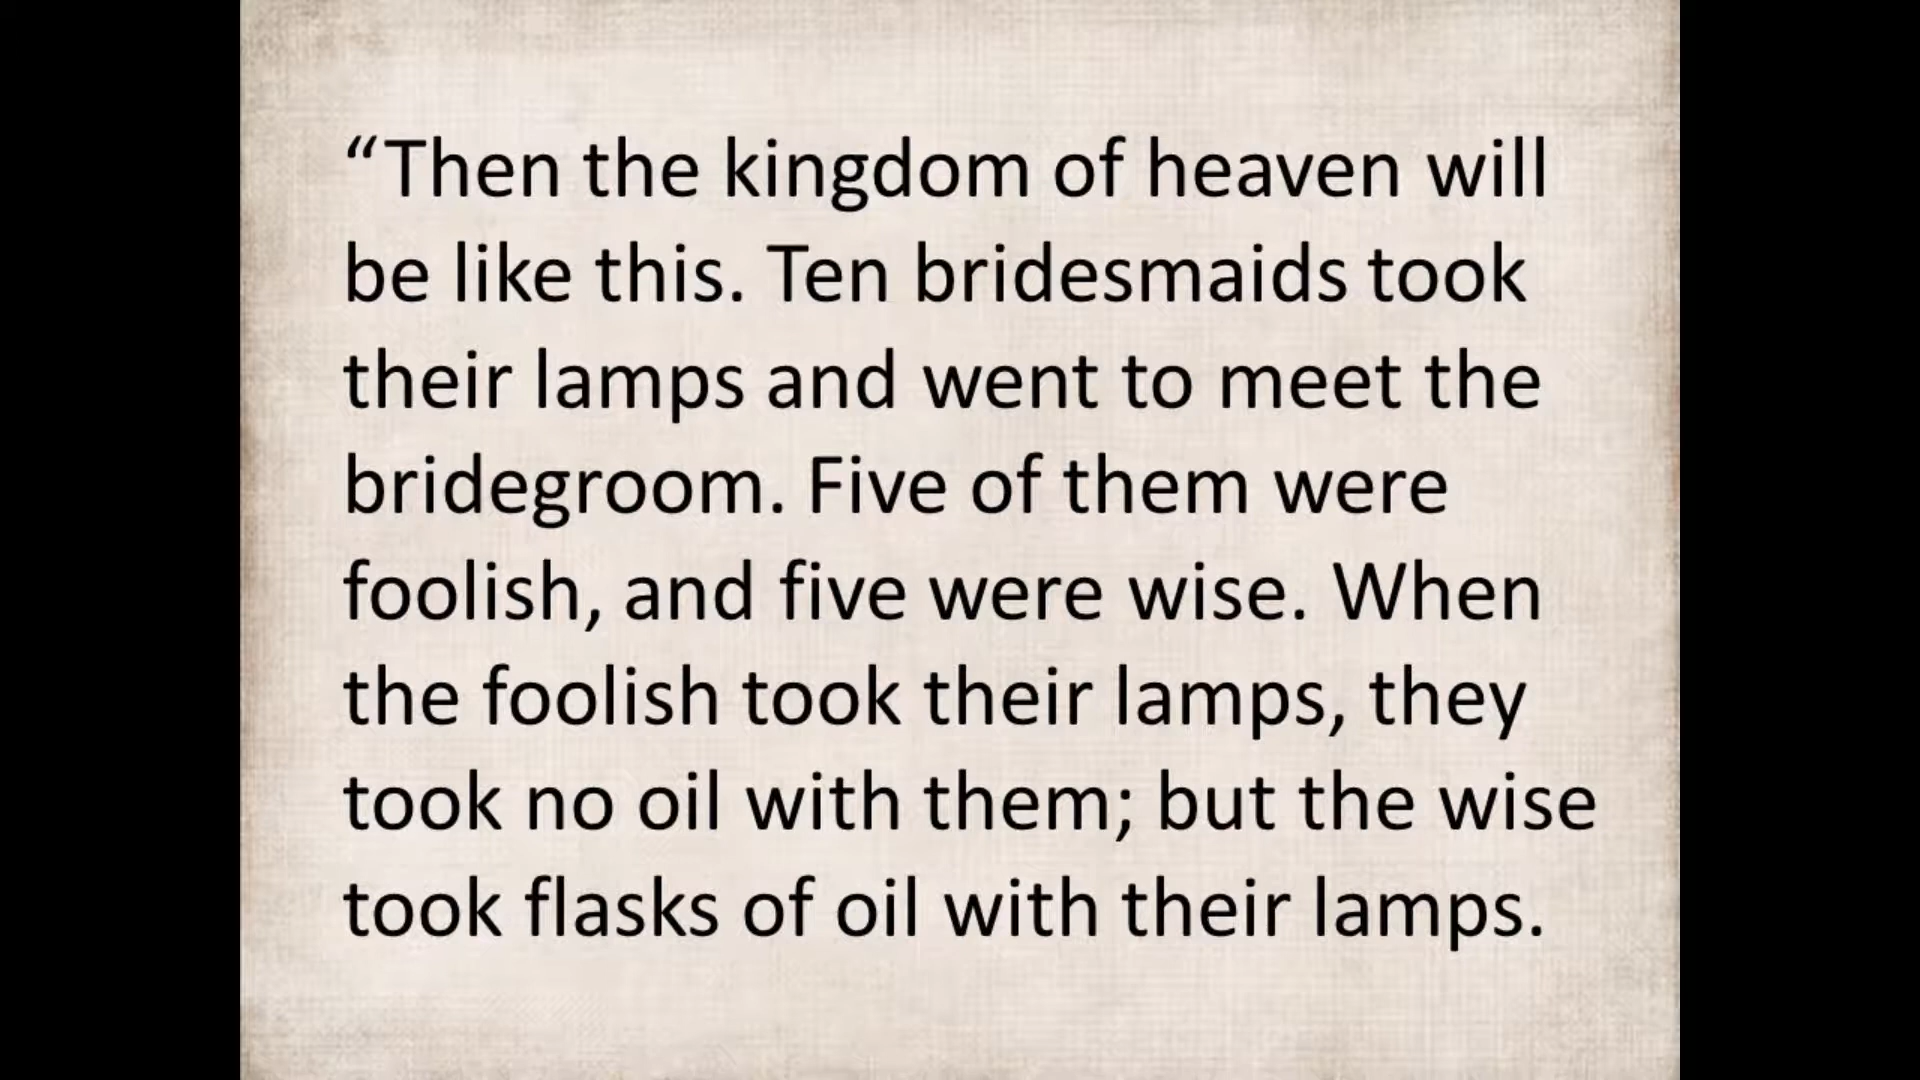 “Then the kingdom of heaven will
be like this. Ten bridesmaids took
their lamps and went to meet the
bridegroom. Five of them were
foolish, and five were wise. When
the foolish took their lamps, they
took no oil with them; but the wise
took flasks of oil with their lamps.